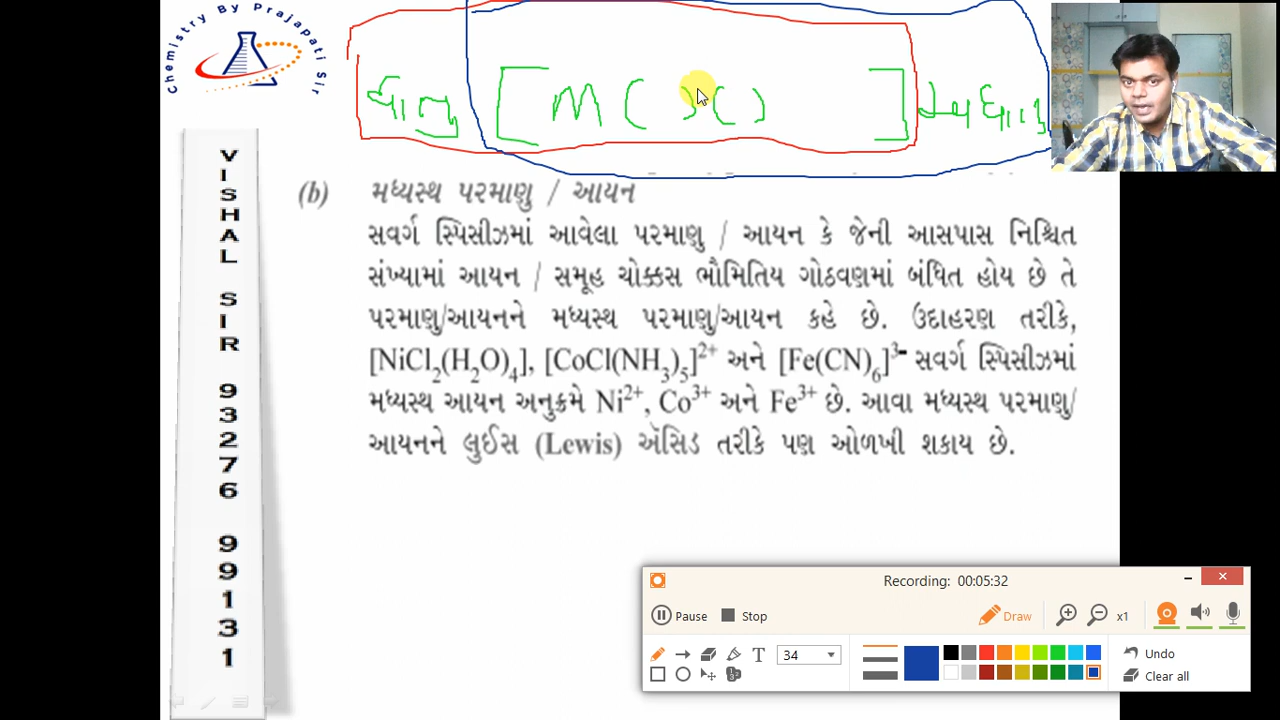 Chemistry By Prajapati Sir
ધાતુ [ M ( ) ( ) ]
VISHAL SIR 93276 99131
(b) મધ્યસ્થ પરમાણુ / આયન
સવર્ગ સ્પિસીઝમાં આવેલા પરમાણુ / આયન કે જેની આસપાસ નિશ્ચિત
સંખ્યામાં આયન / સમૂહ ચોક્કસ ભૌમિતિય ગોઠવણમાં બંધિત હોય છે તે
પરમાણુ/આયનને મધ્યસ્થ પરમાણુ/આયન કહે છે. ઉદાહરણ તરીકે,
[NiCl₂(H₂O)₄], [CoCl(NH₃)₅]²⁺ અને [Fe(CN)₆]³⁻ સવર્ગ સ્પિસીઝમાં
મધ્યસ્થ આયન અનુક્રમે Ni²⁺, Co³⁺ અને Fe³⁺ છે. આવા મધ્યસ્થ પરમાણુ/
આયનને લુઈસ (Lewis) ઍસિડ તરીકે પણ ઓળખી શકાય છે.
Recording: 00:05:32
Pause Stop Draw x1
T 34 Undo
Clear all